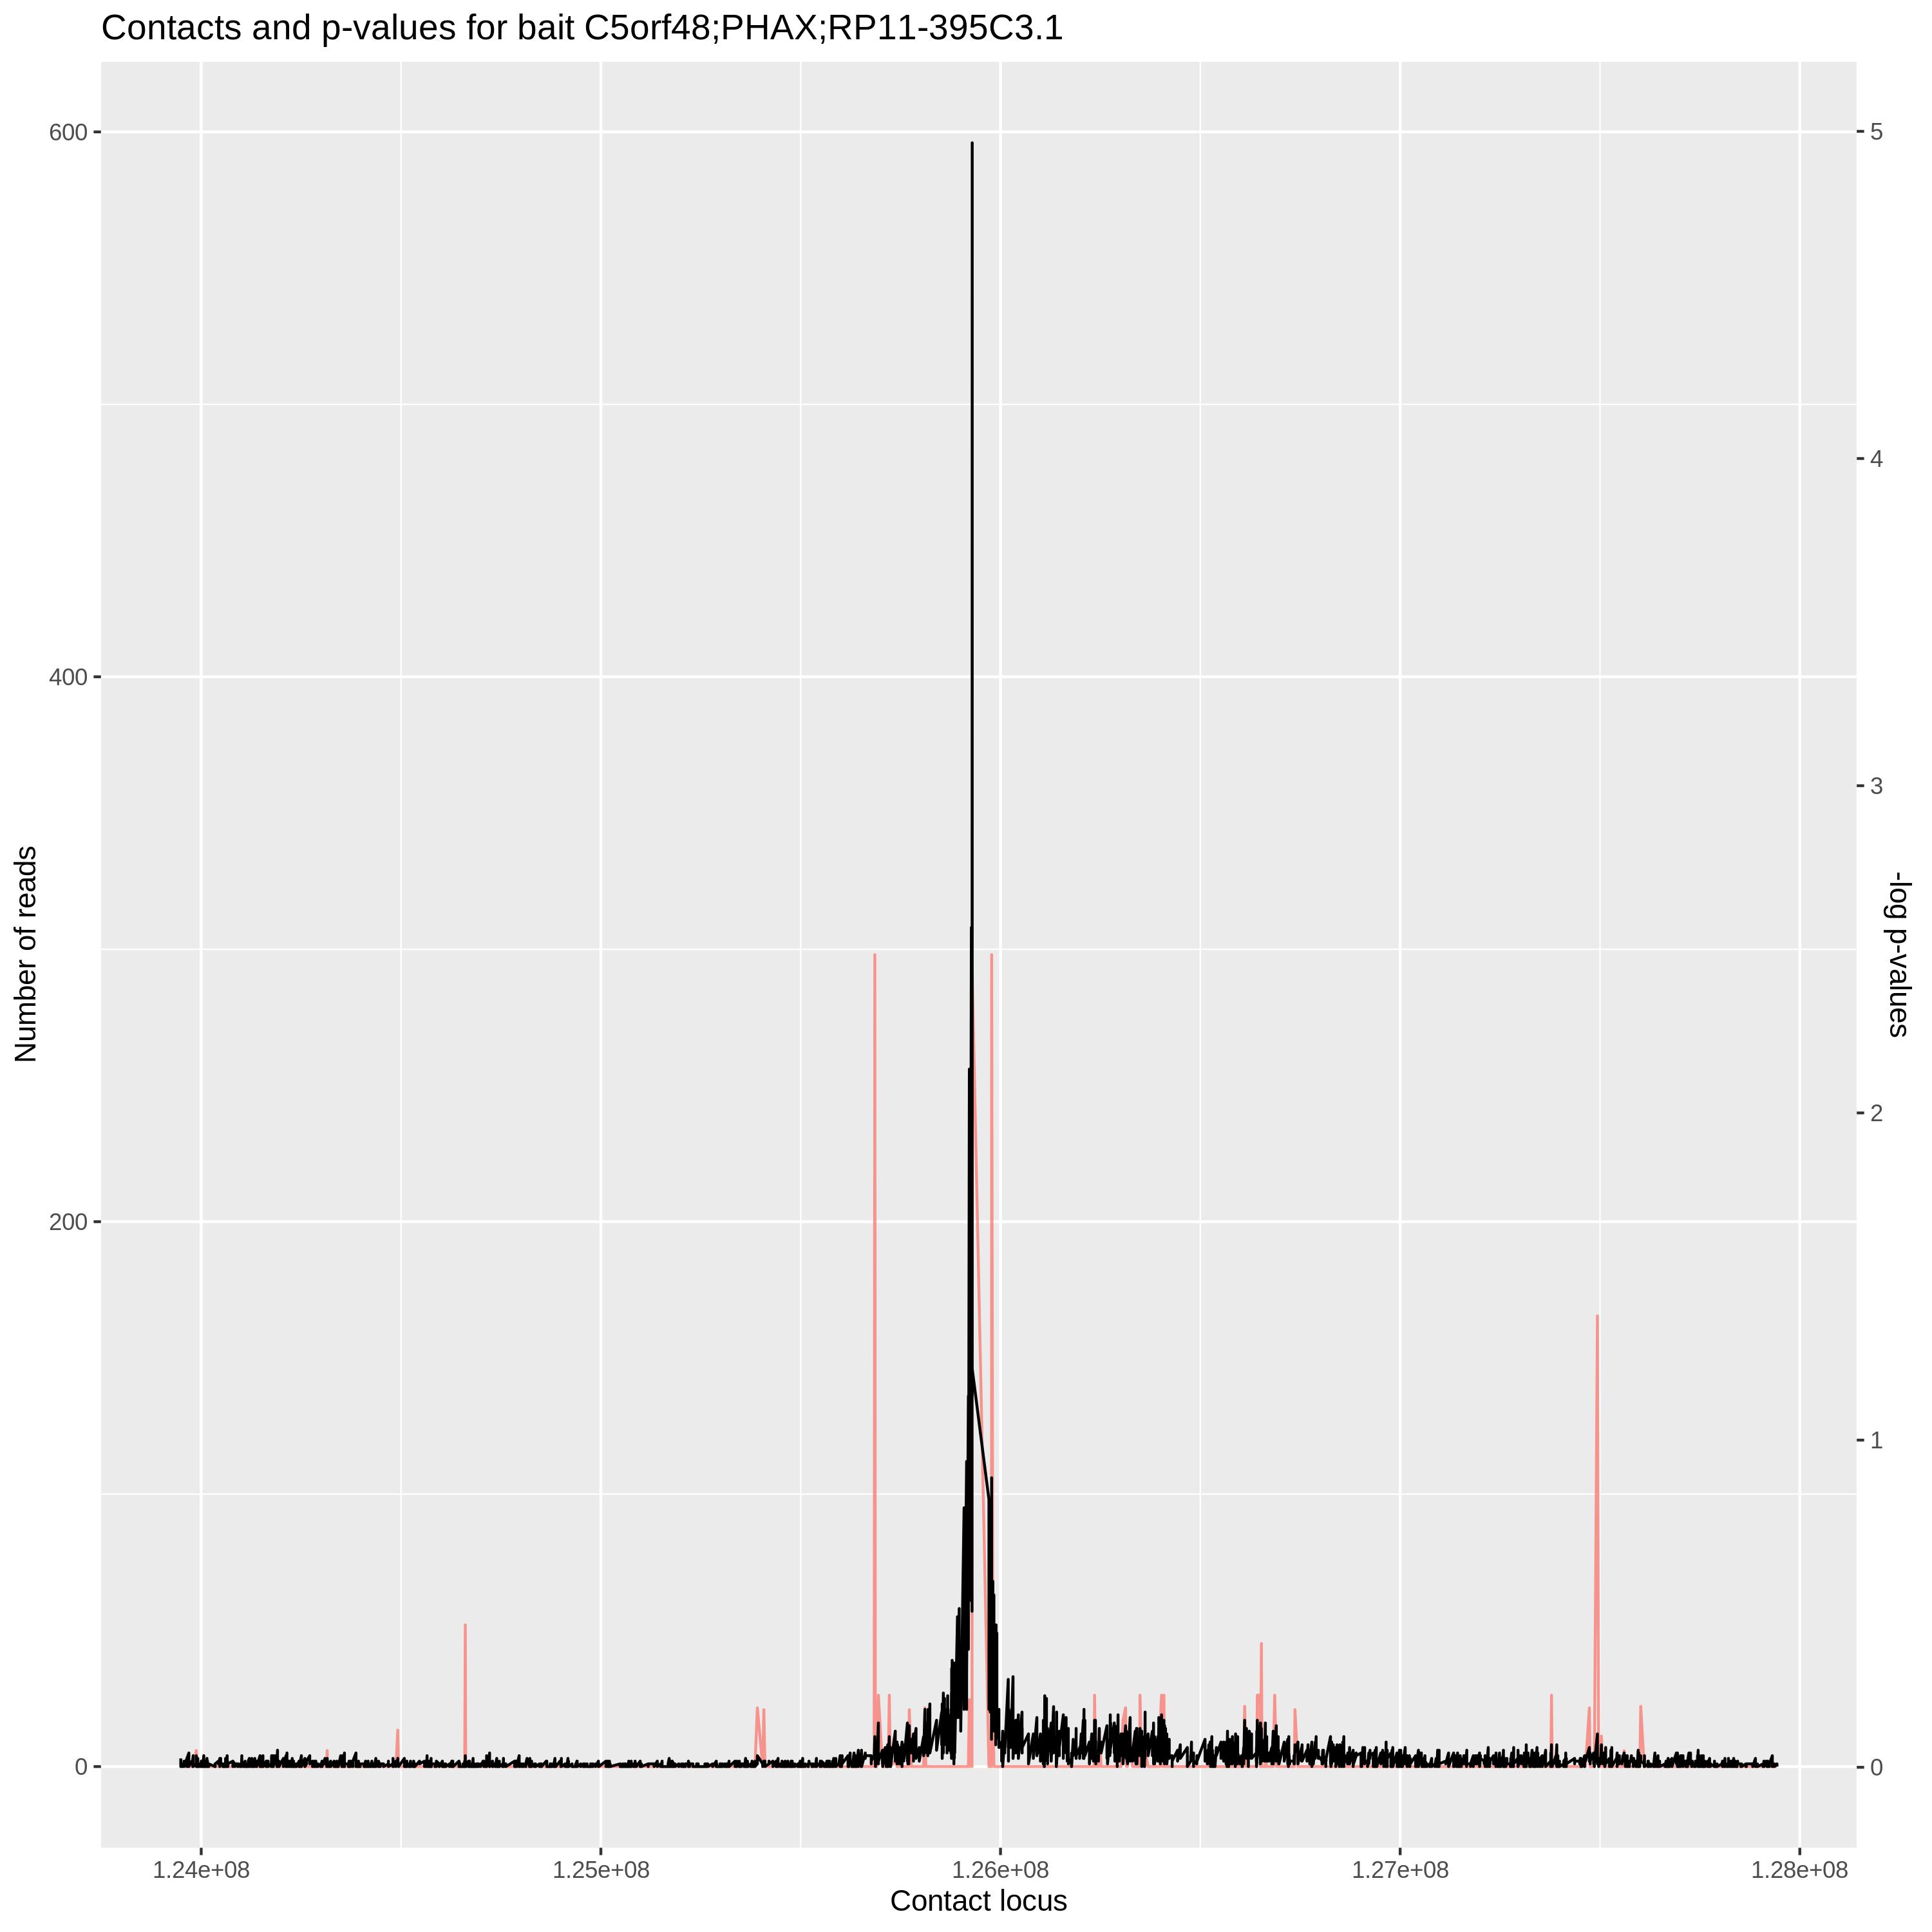 Contacts and p-values for bait C5orf48;PHAX;RP11-395C3.1
600
400
200
0
Number of reads
5
4
3
2
1
0
-log p-values
1.24e+08
1.25e+08
1.26e+08
1.27e+08
1.28e+08
Contact locus